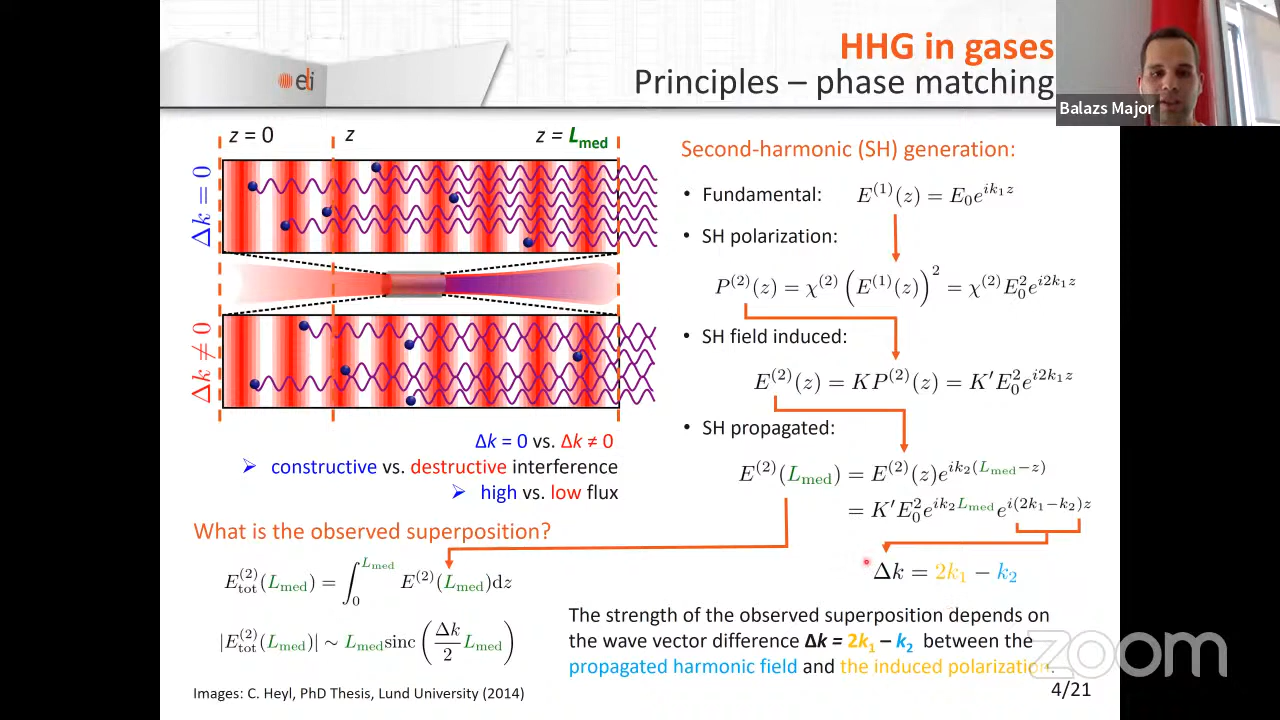 HHG in gases
Principles – phase matching
eli
Balazs Major
z = 0
z
z = L_med
Δk = 0
Δk ≠ 0
Δk = 0 vs. Δk ≠ 0
➢ constructive vs. destructive interference
➢ high vs. low flux
What is the observed superposition?
E_tot^(2)(L_med) = ∫_0^{L_med} E^(2)(L_med)dz
|E_tot^(2)(L_med)| ∼ L_med sinc(Δk/2 L_med)
Images: C. Heyl, PhD Thesis, Lund University (2014)
Second-harmonic (SH) generation:
• Fundamental: E^(1)(z) = E_0 e^{ik_1z}
• SH polarization:
P^(2)(z) = χ^(2) (E^(1)(z))^2 = χ^(2) E_0^2 e^{i2k_1z}
• SH field induced:
E^(2)(z) = KP^(2)(z) = K′E_0^2 e^{i2k_1z}
• SH propagated:
E^(2)(L_med) = E^(2)(z)e^{ik_2(L_med−z)}
= K′E_0^2 e^{ik_2L_med} e^{i(2k_1−k_2)z}
Δk = 2k_1 − k_2
The strength of the observed superposition depends on
the wave vector difference Δk = 2k_1 – k_2 between the
propagated harmonic field and the induced polarization.
zoom
4/21